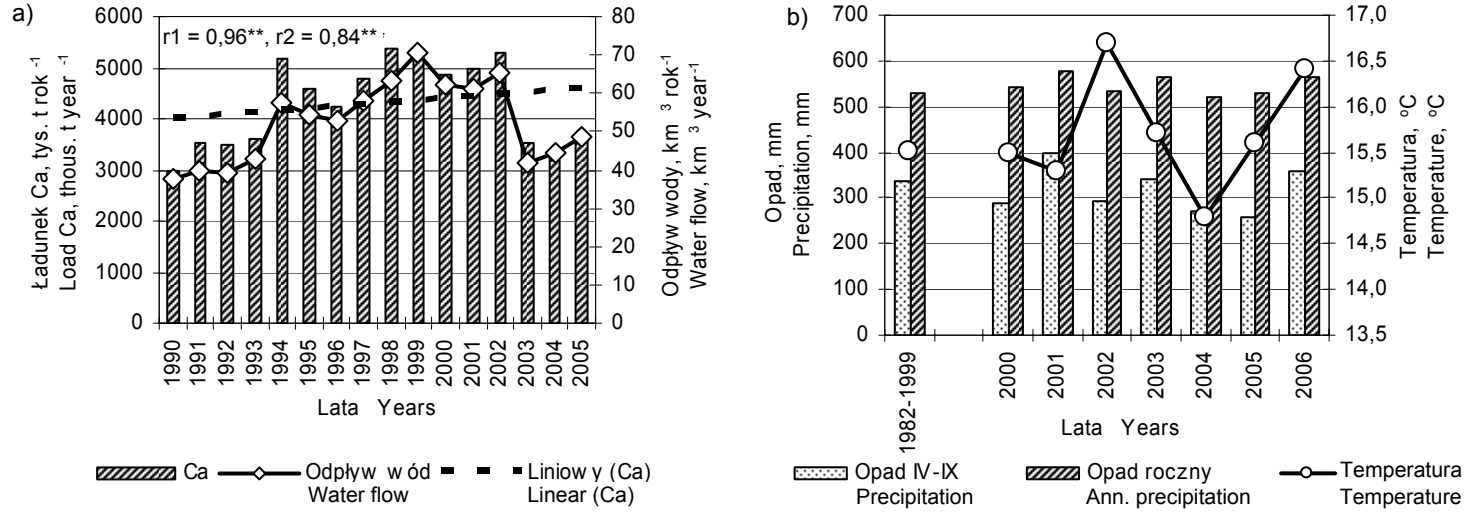 a)
Ładunek Ca, tys. t rok -1
Load Ca, thous. t year -1
6000
5000
4000
3000
2000
1000
0
r1 = 0,96**, r2 = 0,84**
80
70
60
50
40
30
20
10
0
Odpływ wody, km 3 rok-1
Water flow, km 3 year-1
1990
1991
1992
1993
1994
1995
1996
1997
1998
1999
2000
2001
2002
2003
2004
2005
Lata Years
Ca
Odpływ w ód
Water flow
Liniow y (Ca)
Linear (Ca)
b)
Opad, mm
Precipitation, mm
700
600
500
400
300
200
100
0
17,0
16,5
16,0
15,5
15,0
14,5
14,0
13,5
Temperatura, ºC
Temperature, ºC
1982-1999
2000
2001
2002
2003
2004
2005
2006
Lata Years
Opad IV-IX
Precipitation
Opad roczny
Ann. precipitation
Temperatura
Temperature